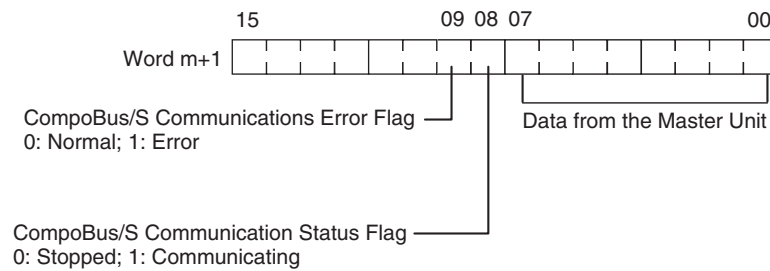 15 09 08 07 00
Word m+1
CompoBus/S Communications Error Flag
0: Normal; 1: Error
Data from the Master Unit
CompoBus/S Communication Status Flag
0: Stopped; 1: Communicating